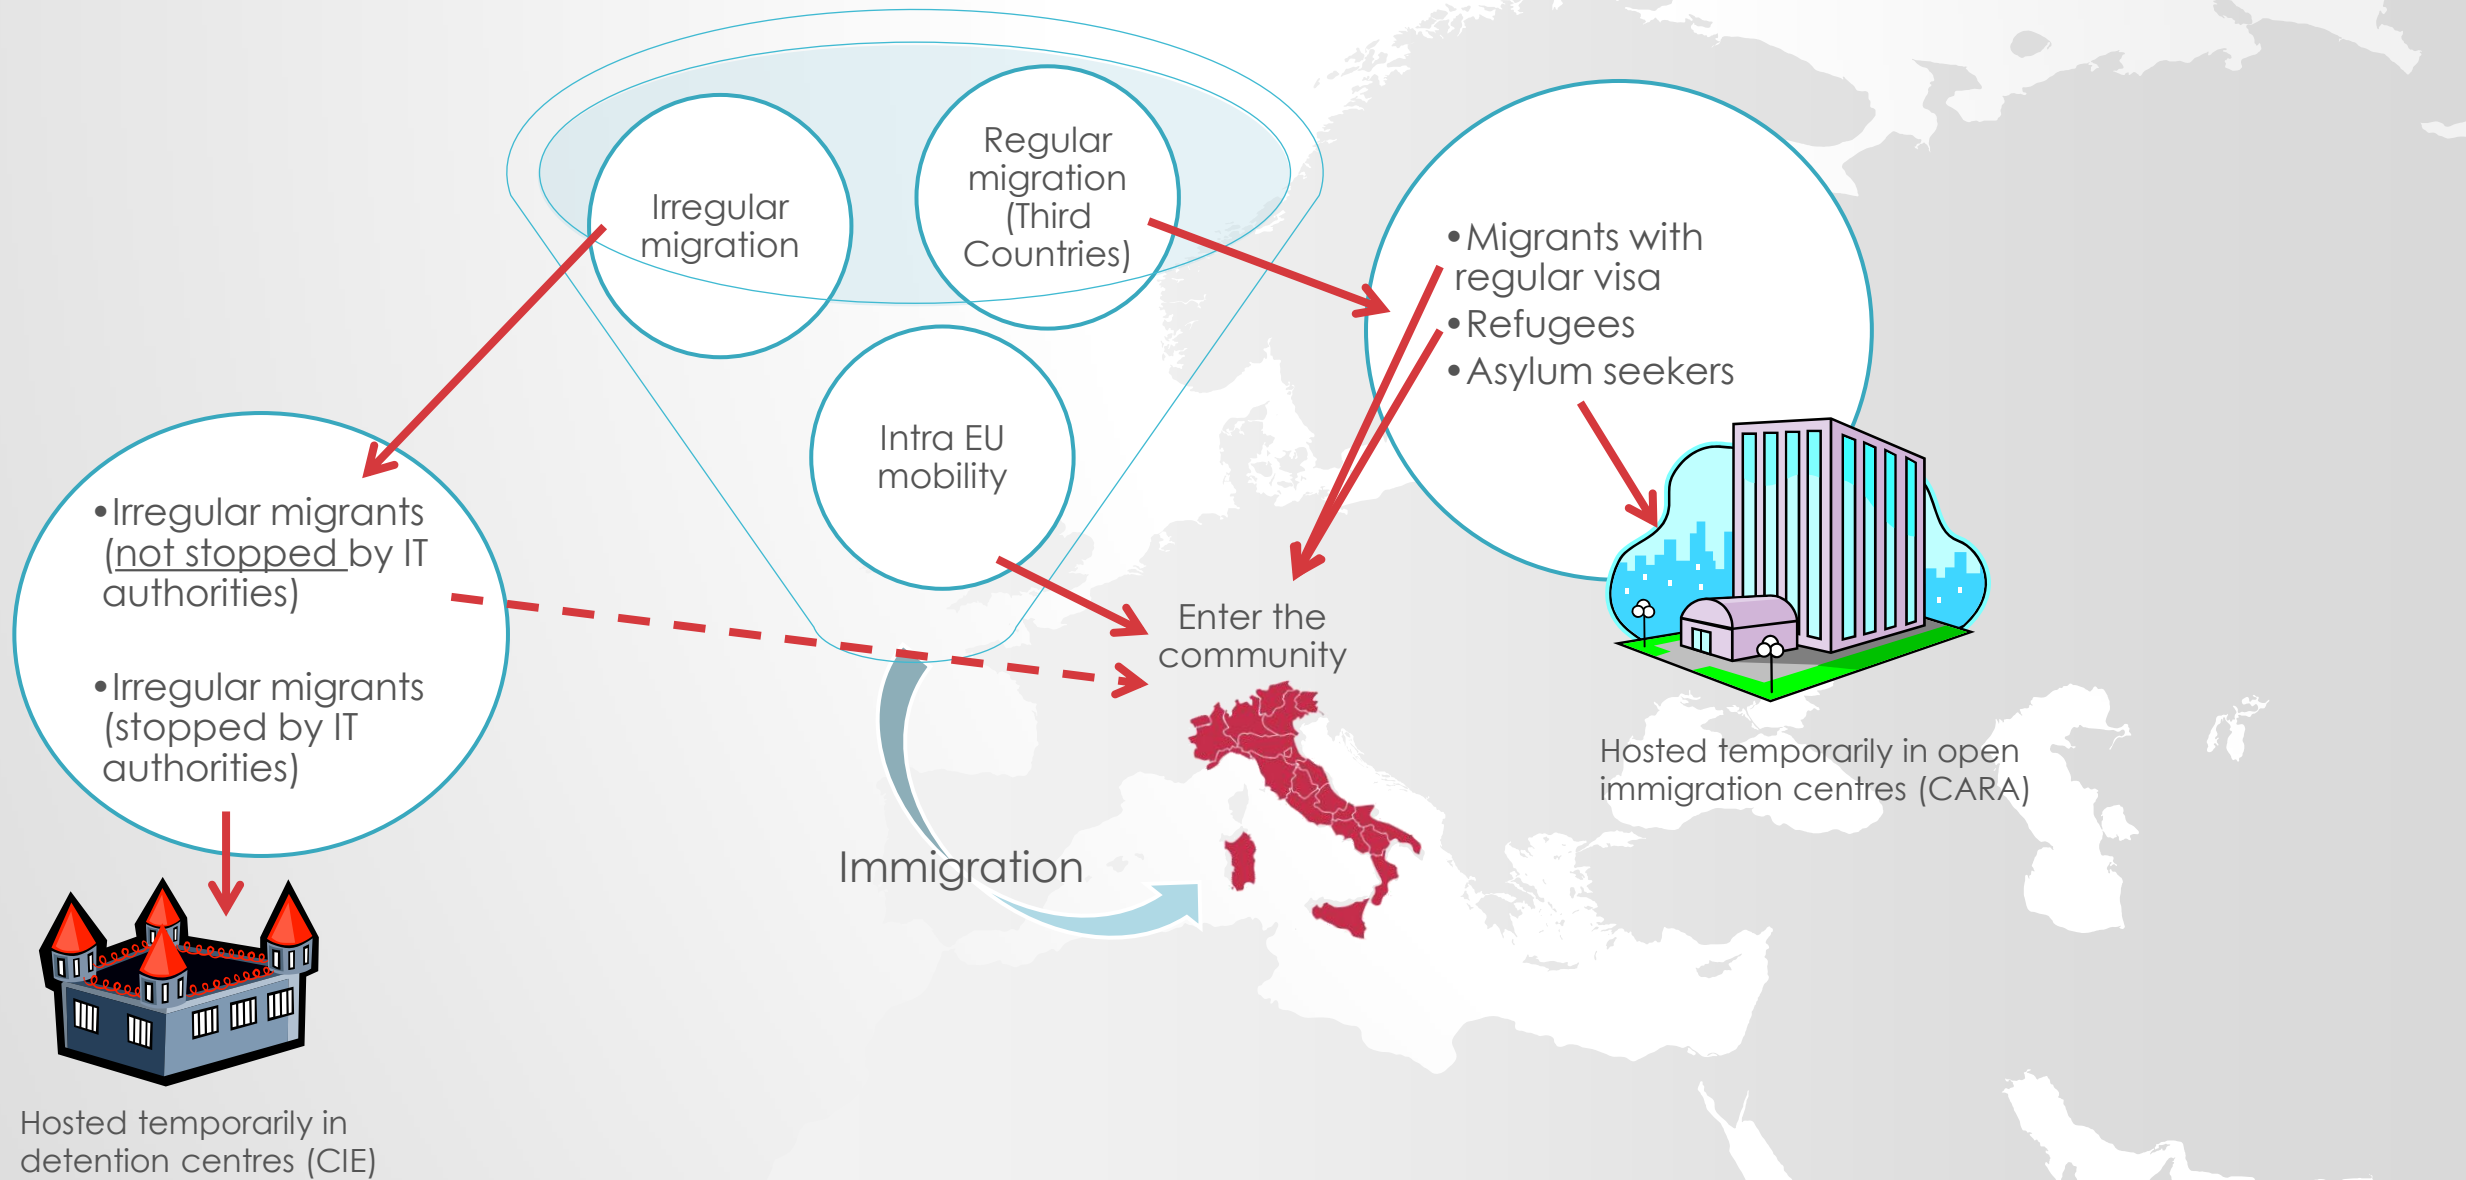 Irregular
migration
Regular
migration
(Third
Countries)
Intra EU
mobility
•Migrants with
regular visa
•Refugees
•Asylum seekers
•Irregular migrants
(not stopped by IT
authorities)
•Irregular migrants
(stopped by IT
authorities)
Enter the
community
Hosted temporarily in open
immigration centres (CARA)
Immigration
Hosted temporarily in
detention centres (CIE)